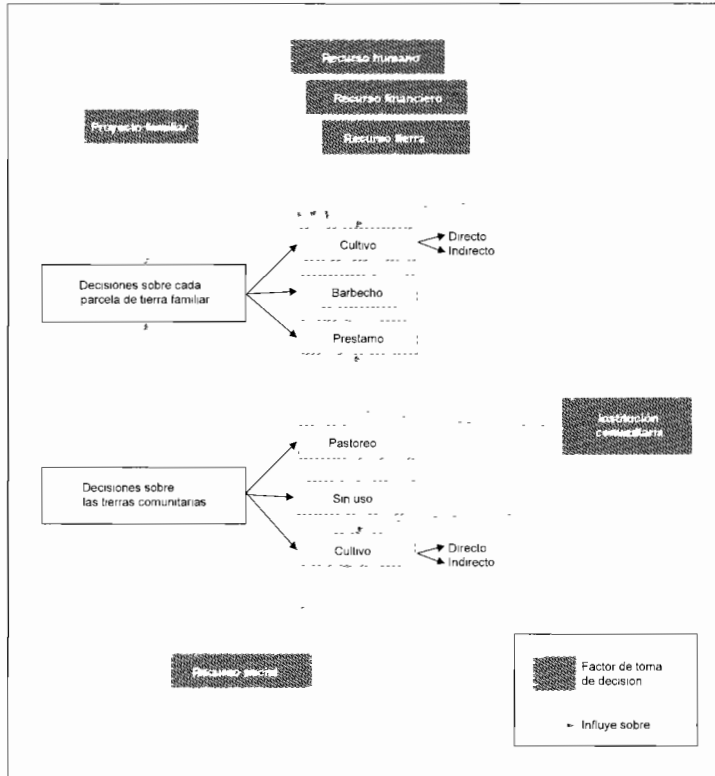 Recurso humano
Recurso financiero
Proyecto familiar
Recurso tierra
Cultivo
Directo
Indirecto
Decisiones sobre cada
parcela de tierra familiar
Barbecho
Prestamo
Institución
comunitaria
Pastoreo
Decisiones sobre
las tierras comunitarias
Sin uso
Cultivo
Directo
Indirecto
Recurso social
Factor de toma
de decision
Influye sobre